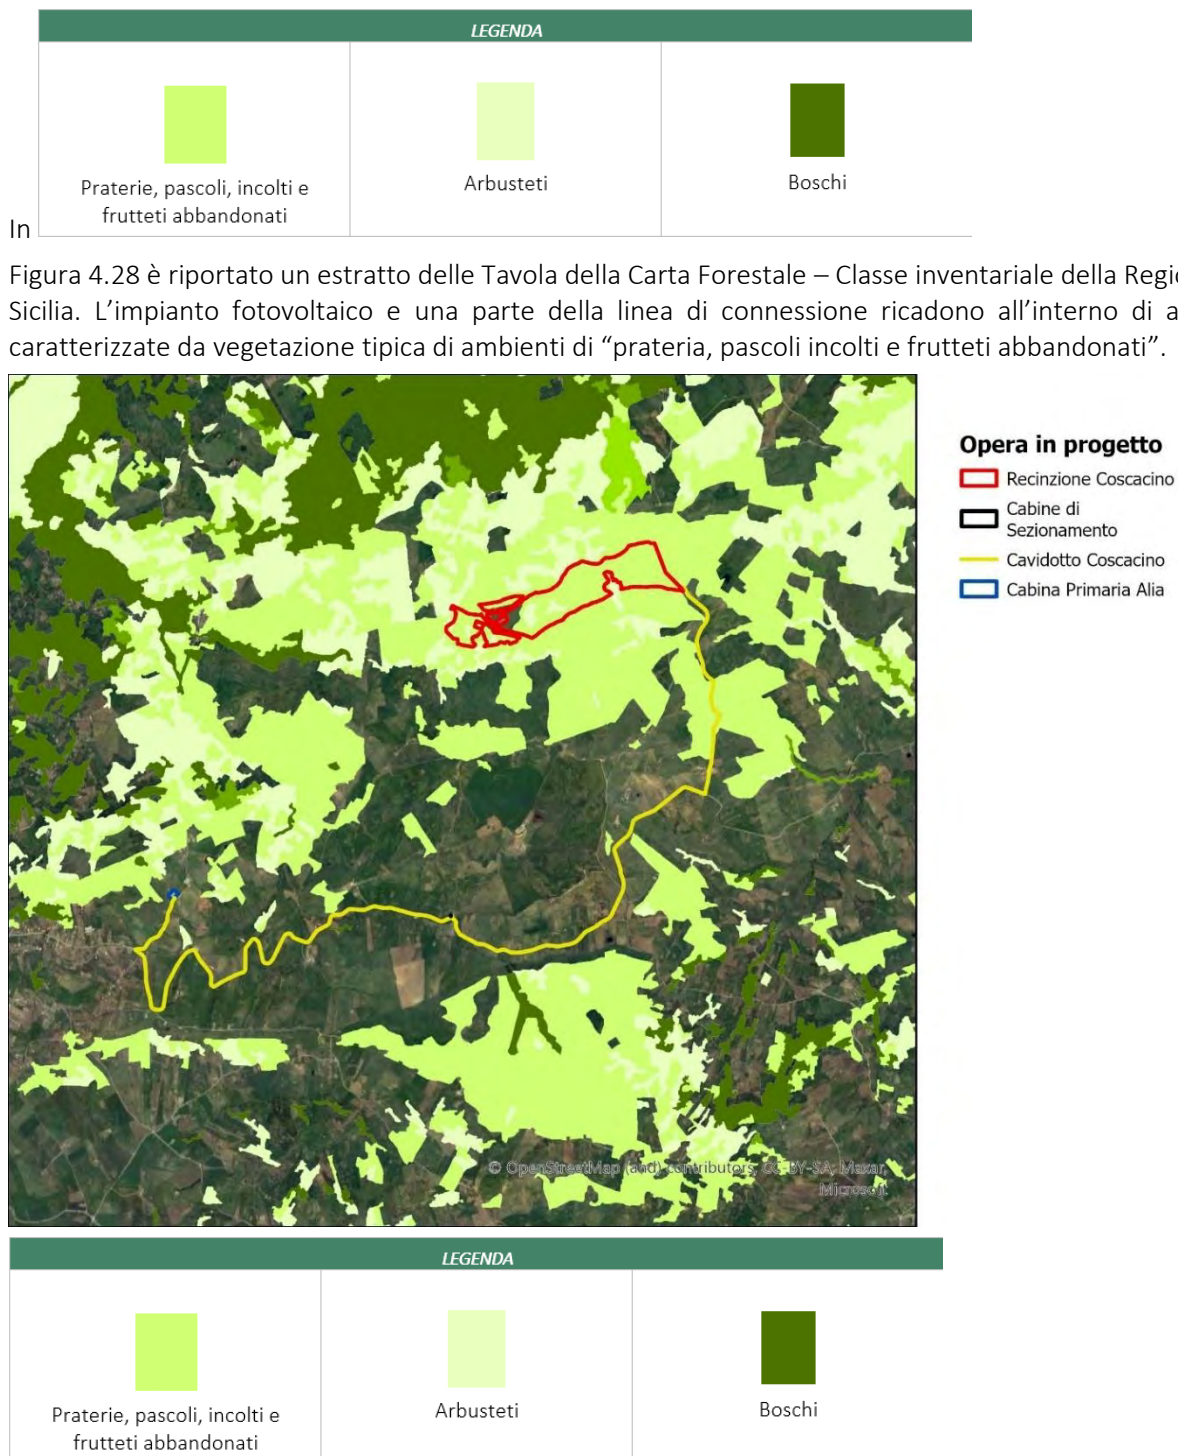 LEGENDA
Praterie, pascoli, incolti e
frutteti abbandonati
Arbusteti
Boschi
In
Figura 4.28 è riportato un estratto delle Tavola della Carta Forestale – Classe inventariale della Regi
Sicilia. L’impianto fotovoltaico e una parte della linea di connessione ricadono all’interno di a
caratterizzate da vegetazione tipica di ambienti di “prateria, pascoli incolti e frutteti abbandonati”.
Opera in progetto
Recinzione Coscacino
Cabine di
Sezionamento
Cavidotto Coscacino
Cabina Primaria Alia
© OpenStreetMap (and) contributors, CC-BY-SA, Maxar,
Microsoft
LEGENDA
Praterie, pascoli, incolti e
frutteti abbandonati
Arbusteti
Boschi